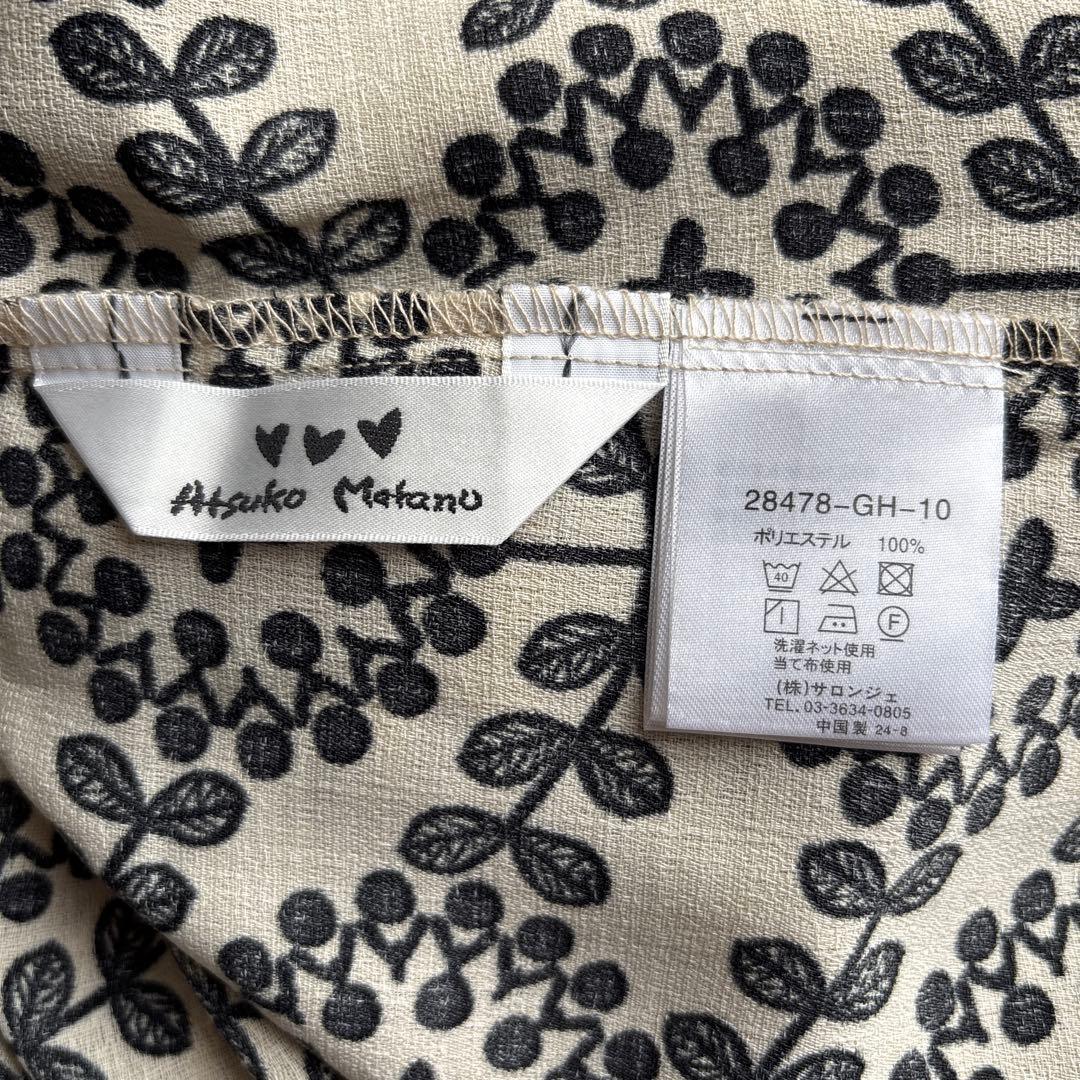 Atsuko Matano
28478-GH-10
ポリエステル 100%
40
F
洗濯ネット使用
当て布使用
(株)サロンジェ
TEL. 03-3634-0805
中国製 24-8